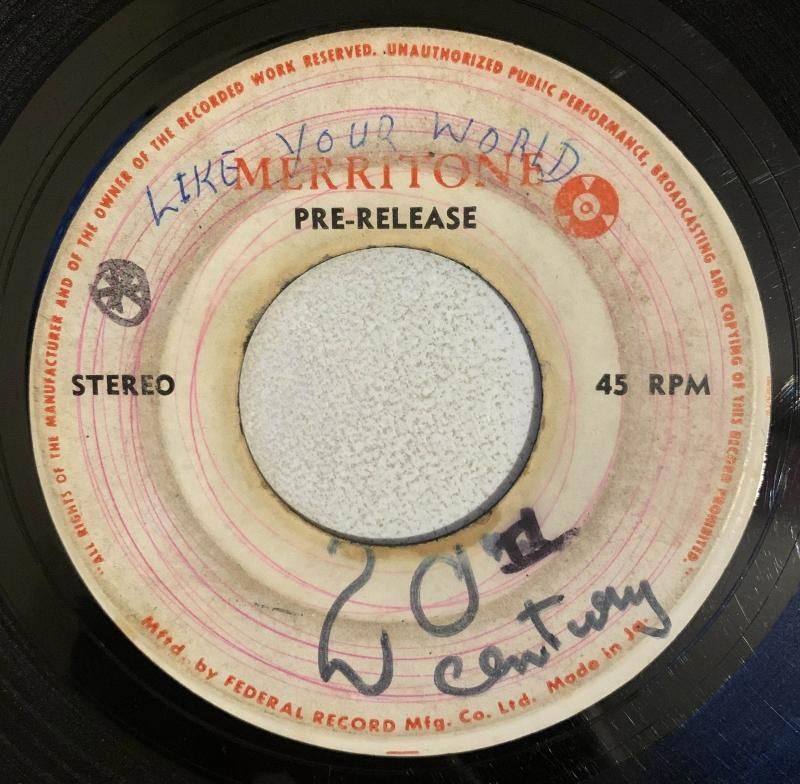 "ALL RIGHTS OF THE MANUFACTURER AND OF THE OWNER OF THE RECORDED WORK RESERVED. UNAUTHORIZED PUBLIC PERFORMANCE, BROADCASTING AND COPYING OF THIS RECORD PROHIBITED."
LIKE YOUR WORLD
MERRITONE
PRE-RELEASE
STEREO
45 RPM
20TH
century
Mftd. by FEDERAL RECORD Mfg. Co. Ltd. Made in Ja